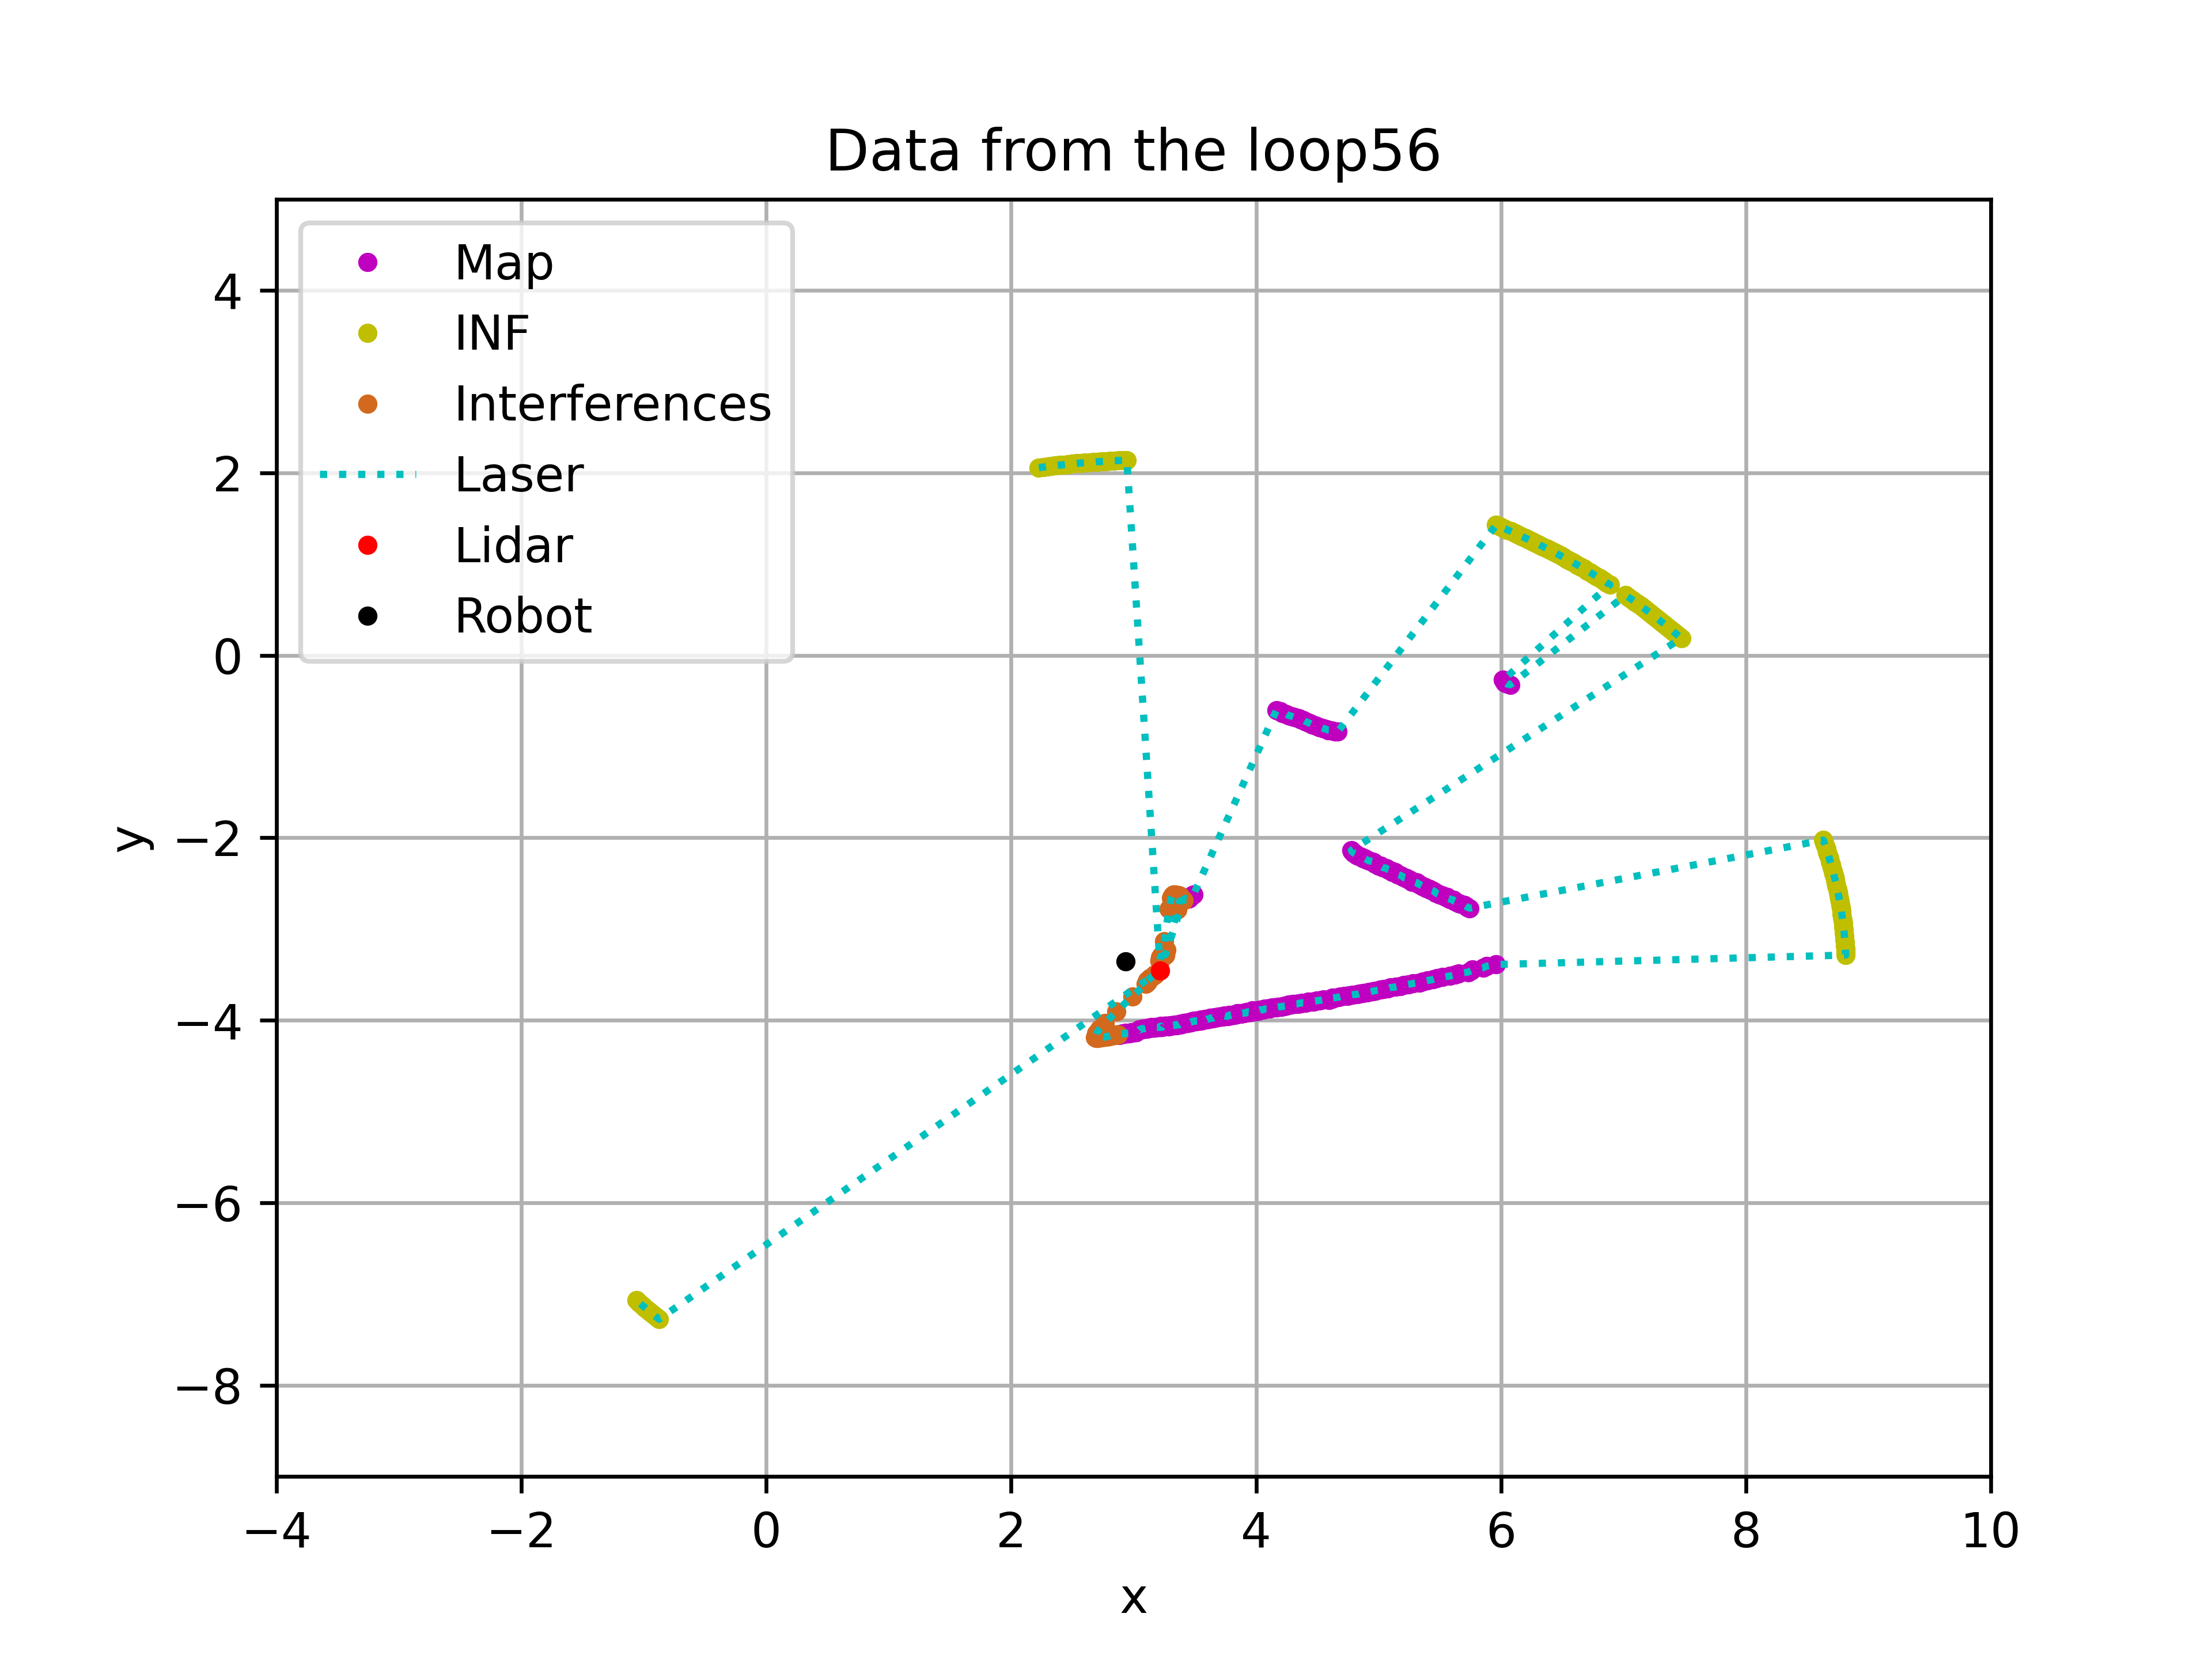 Data from the loop56
Map
INF
Interferences
Laser
Lidar
Robot
4
2
0
−2
−4
−6
−8
y
−4 −2 0 2 4 6 8 10
x